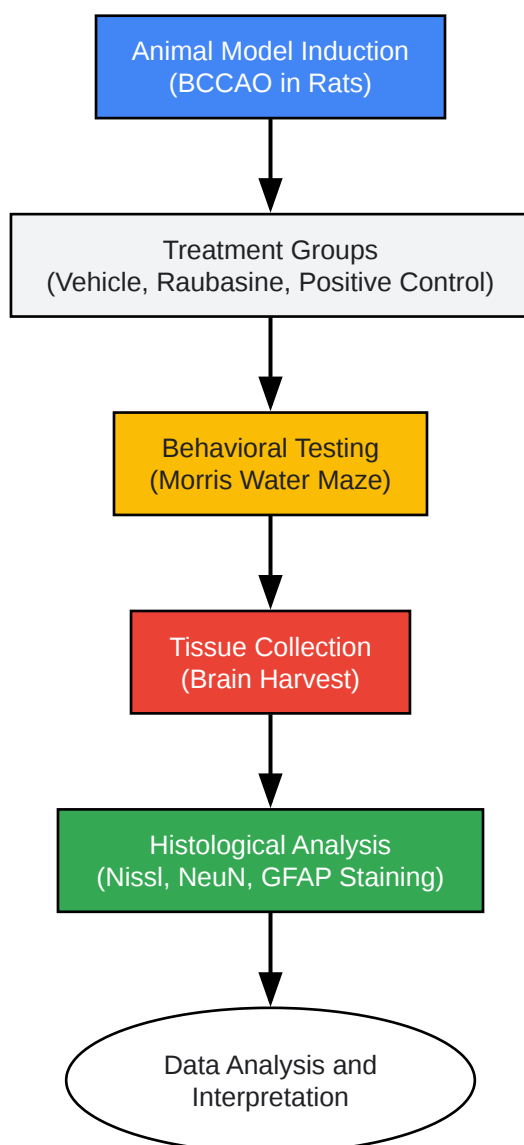 Animal Model Induction
(BCCAO in Rats)
Treatment Groups
(Vehicle, Raubasine, Positive Control)
Behavioral Testing
(Morris Water Maze)
Tissue Collection
(Brain Harvest)
Histological Analysis
(Nissl, NeuN, GFAP Staining)
Data Analysis and
Interpretation